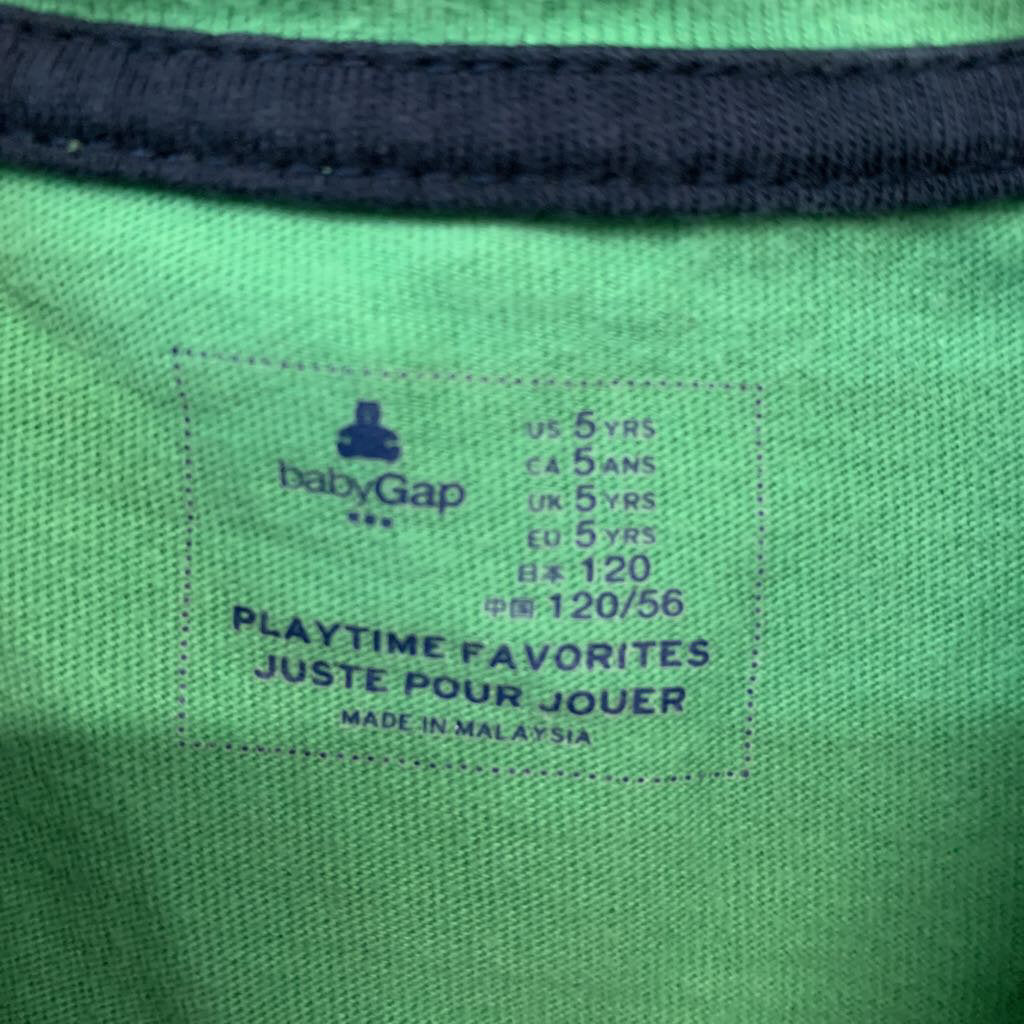 babyGap
US 5 YRS
CA 5 ANS
UK 5 YRS
EU 5 YRS
日本 120
中国 120/56
PLAYTIME FAVORITES
JUSTE POUR JOUER
MADE IN MALAYSIA